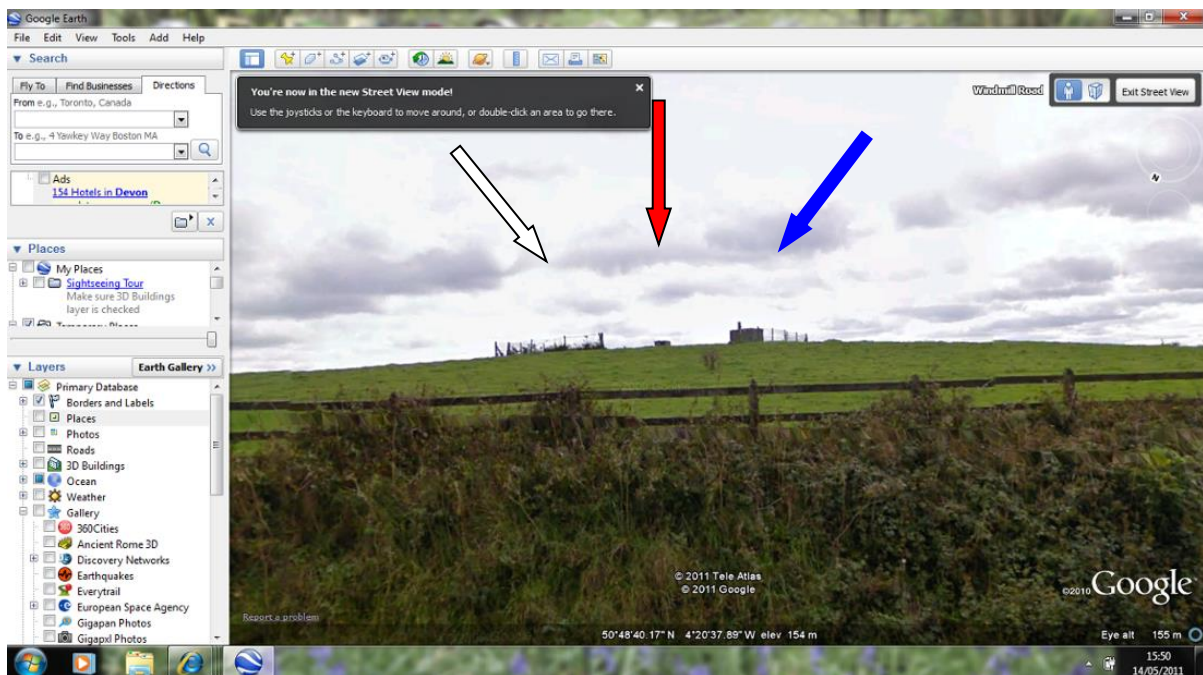 Google Earth
File Edit View Tools Add Help
Search
Fly To Find Businesses Directions
From e.g., Toronto, Canada
To e.g., 4 Yawkey Way Boston MA
Ads
154 Hotels in Devon
Places
My Places
Sightseeing Tour
Make sure 3D Buildings
layer is checked
Layers Earth Gallery >>
Primary Database
Borders and Labels
Places
Photos
Roads
3D Buildings
Ocean
Weather
Gallery
360Cities
Ancient Rome 3D
Discovery Networks
Earthquakes
Everytrail
European Space Agency
Gigapan Photos
Gigapxl Photos
You're now in the new Street View mode!
Use the joysticks or the keyboard to move around, or double-click an area to go there.
Windmill Road
Exit Street View
N
© 2011 Tele Atlas
© 2011 Google
©2010 Google
Report a problem
50°48'40.17" N 4°20'37.89" W elev 154 m
Eye alt 155 m
15:50
14/05/2011